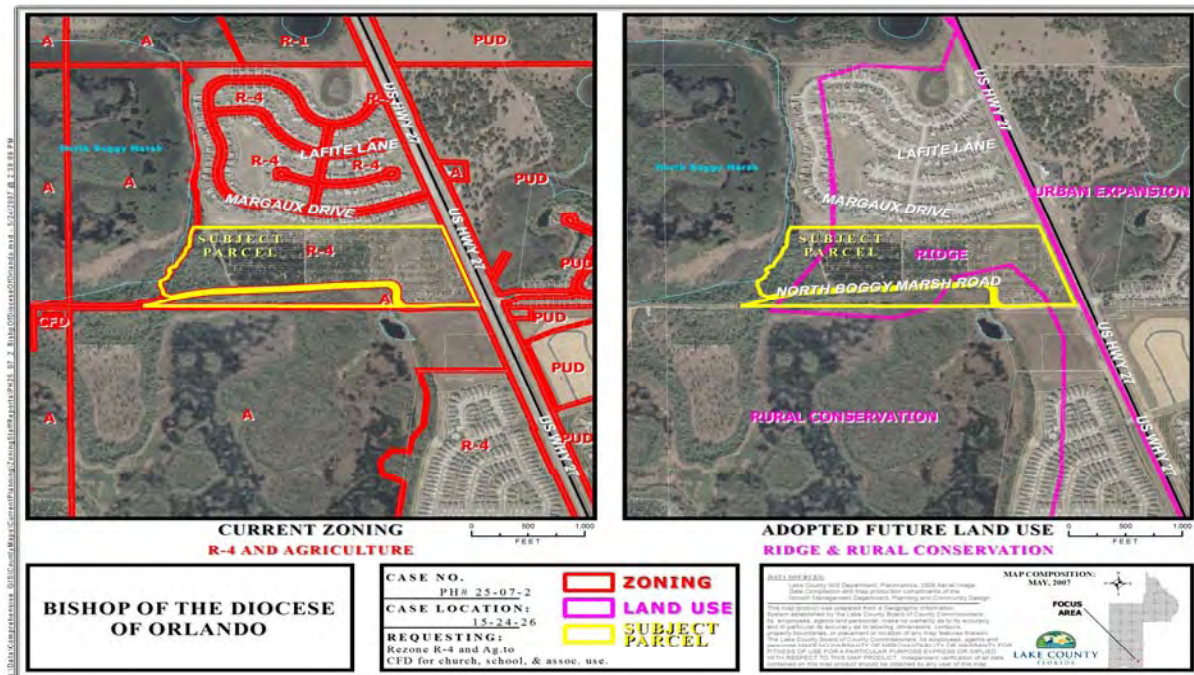 A
A
R-1
PUD
R-4
US HWY 27
LAFITE LANE
R-4
R-4
A
North Boggy Marsh
A
A
PUD
MARGAUX DRIVE
SUBJECT
PARCEL
R-4
US HWY 27
PUD
A
CFD
PUD
PUD
A
A
R-4
PUD
US WHY 27
US HWY 27
LAFITE LANE
North Boggy Marsh
URBAN EXPANSION
MARGAUX DRIVE
SUBJECT
PARCEL
RIDGE
NORTH BOGGY MARSH ROAD
US HWY 27
RURAL CONSERVATION
US WHY 27
CURRENT ZONING
R-4 AND AGRICULTURE
0 500 1,000
FEET
ADOPTED FUTURE LAND USE
RIDGE & RURAL CONSERVATION
0 500 1,000
FEET
BISHOP OF THE DIOCESE
OF ORLANDO
CASE NO.
PH# 25-07-2
CASE LOCATION:
15-24-26
REQUESTING:
Rezone R-4 and Ag.to
CFD for church, school, & assoc. use.
ZONING
LAND USE
SUBJECT
PARCEL
DATA SOURCES:
MAP COMPOSITION:
MAY, 2007
FOCUS
AREA
LAKE COUNTY
FLORIDA